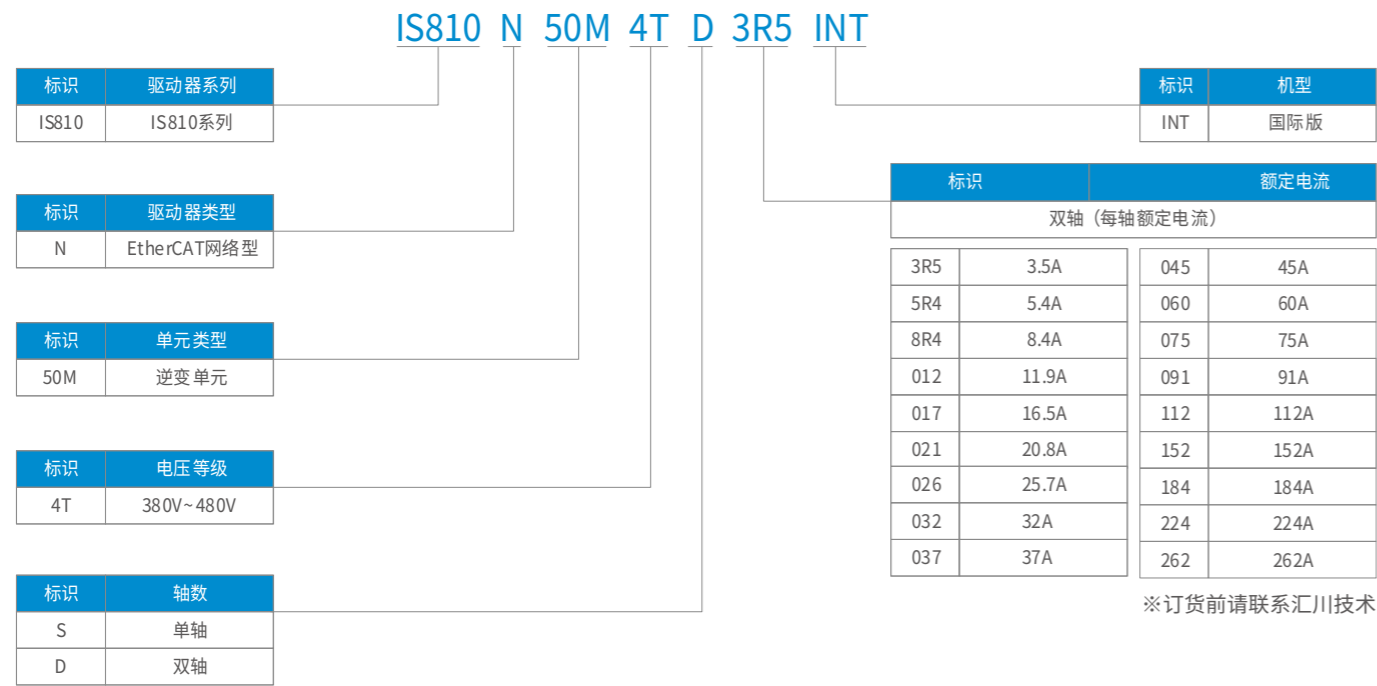 IS810 N 50M 4T D 3R5 INT
标识 驱动器系列
IS810 IS810系列
标识 驱动器类型
N EtherCAT网络型
标识 单元类型
50M 逆变单元
标识 电压等级
4T 380V~480V
标识 轴数
S 单轴
D 双轴
标识 机型
INT 国际版
标识 额定电流
双轴（每轴额定电流）
3R5 3.5A 045 45A
5R4 5.4A 060 60A
8R4 8.4A 075 75A
012 11.9A 091 91A
017 16.5A 112 112A
021 20.8A 152 152A
026 25.7A 184 184A
032 32A 224 224A
037 37A 262 262A
※订货前请联系汇川技术